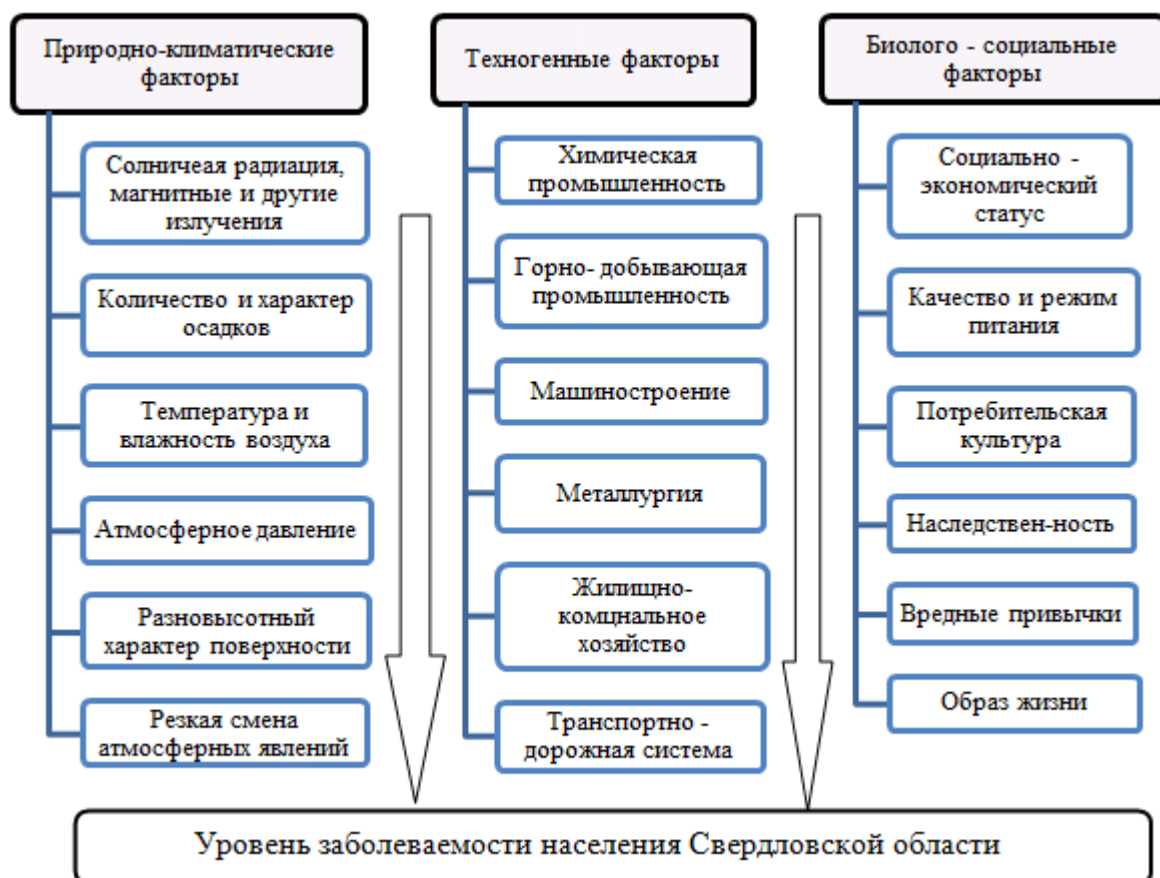 Природно-климатические
факторы
Солничеая радиация,
магнитные и другие
излучения
Количество и характер
осадков
Температура и
влажность воздуха
Атмосферное давление
Разновысотный
характер поверхности
Резкая смена
атмосферных явлений
Техногенные факторы
Химическая
промышленность
Горно- добывающая
промышленность
Машиностроение
Металлургия
Жилищно-
комцнальное
хозяйство
Транспортно -
дорожная система
Биолого - социальные
факторы
Социально -
экономический
статус
Качество и режим
питания
Потребительская
культура
Наследствен-ность
Вредные привычки
Образ жизни
Уровень заболеваемости населения Свердловской области